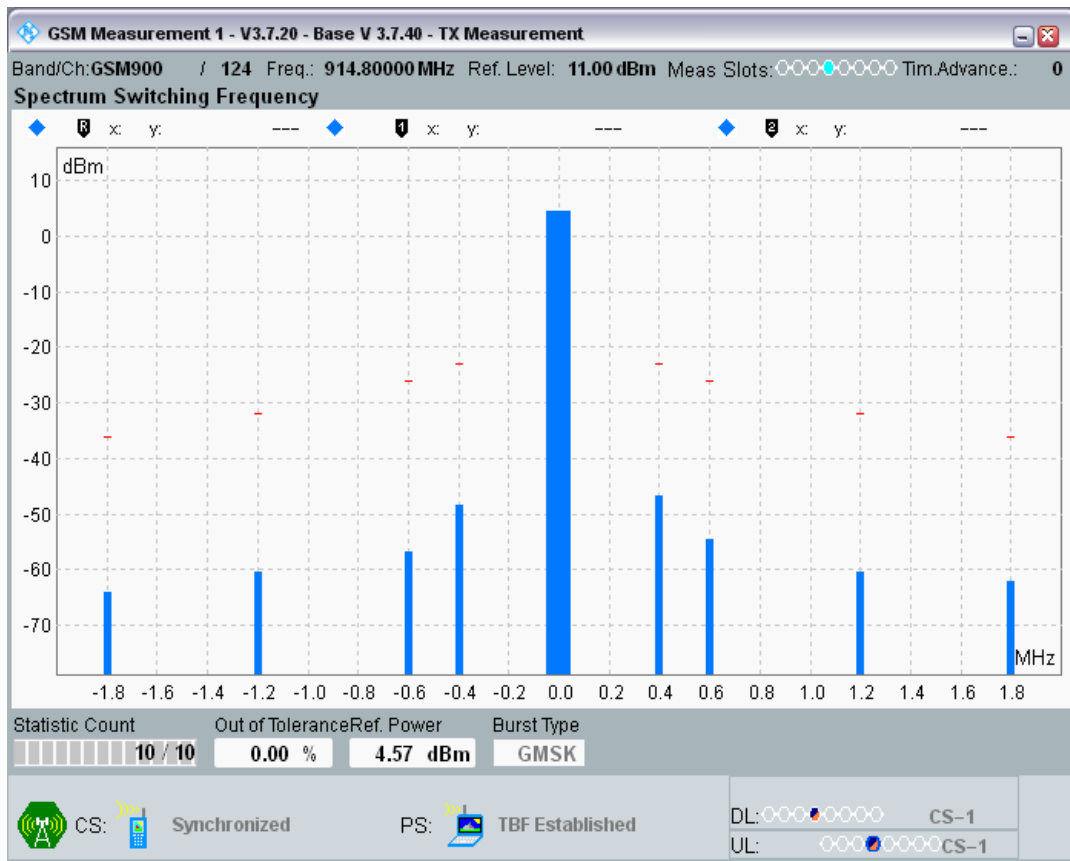 GSM Measurement 1 - V3.7.20 - Base V 3.7.40 - TX Measurement
Band/Ch:GSM900 / 124 Freq.: 914.80000 MHz Ref. Level: 11.00 dBm Meas Slots: Tim.Advance.: 0
Spectrum Switching Frequency
R x: y: --- 1 x: y: --- 2 x: y: ---
dBm
10
0
-10
-20
-30
-40
-50
-60
-70
MHz
-1.8 -1.6 -1.4 -1.2 -1.0 -0.8 -0.6 -0.4 -0.2 0.0 0.2 0.4 0.6 0.8 1.0 1.2 1.4 1.6 1.8
Statistic Count Out of Tolerance Ref. Power Burst Type
10 / 10 0.00 % 4.57 dBm GMSK
CS: Synchronized PS: TBF Established
DL: CS-1
UL: CS-1